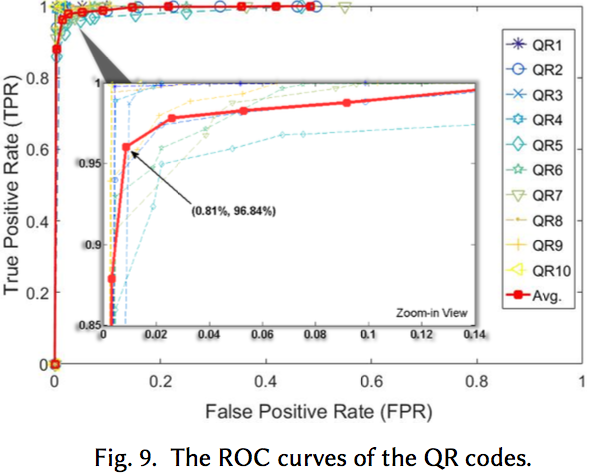 1
0.8
0.6
0.4
0.2
0
True Positive Rate (TPR)
1
0.95
0.9
0.85
0
0.02
0.04
0.06
0.08
0.1
0.12
0.14
(0.81%, 96.84%)
Zoom-in View
QR1
QR2
QR3
QR4
QR5
QR6
QR7
QR8
QR9
QR10
Avg.
0
0.2
0.4
0.6
0.8
1
False Positive Rate (FPR)
Fig. 9. The ROC curves of the QR codes.